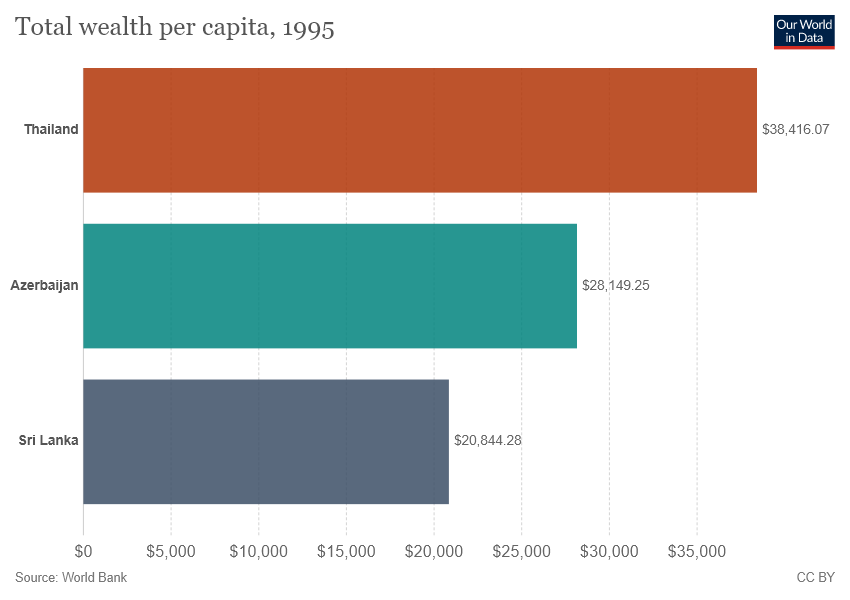 Total wealth per capita, 1995
Our World
in Data
Thailand
$38,416.07
Azerbaijan
$28,149.25
Sri Lanka
$20,844.28
$0
$5,000
$10,000
$15,000
$20,000
$25,000
$30,000
$35,000
Source: World Bank
CC BY